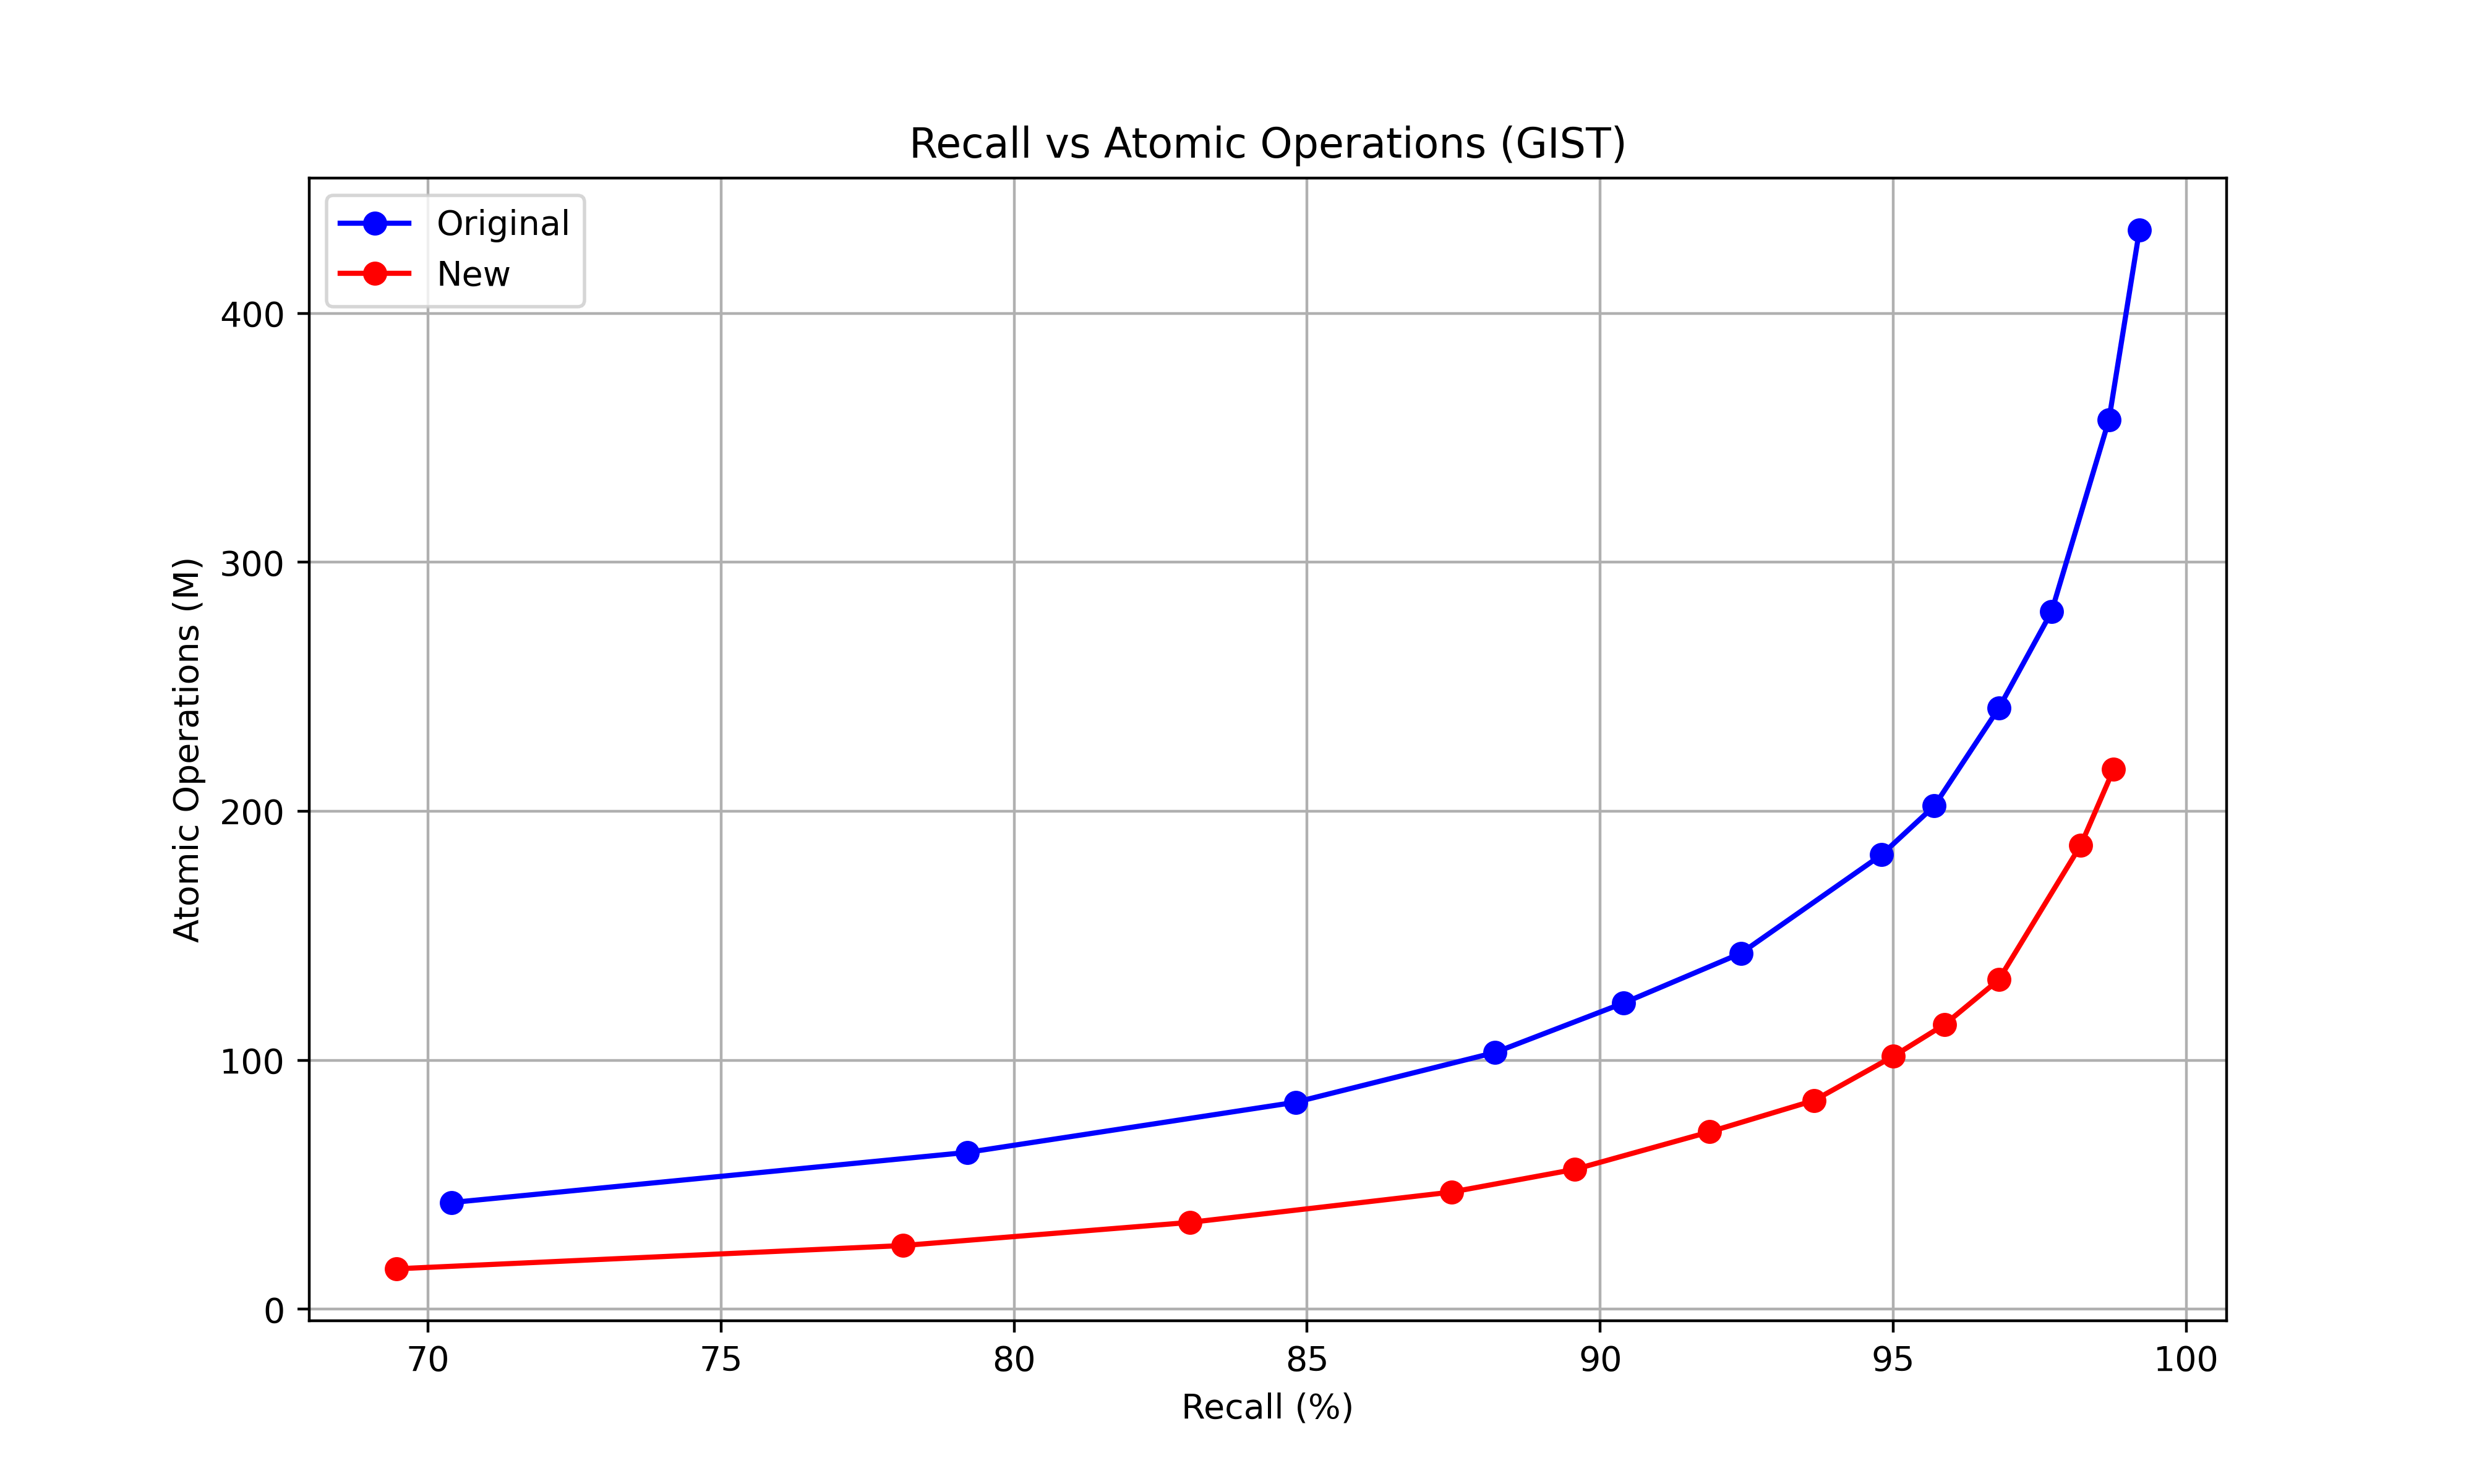 Recall vs Atomic Operations (GIST)
Original
New
Atomic Operations (M)
400
300
200
100
0
70 75 80 85 90 95 100
Recall (%)